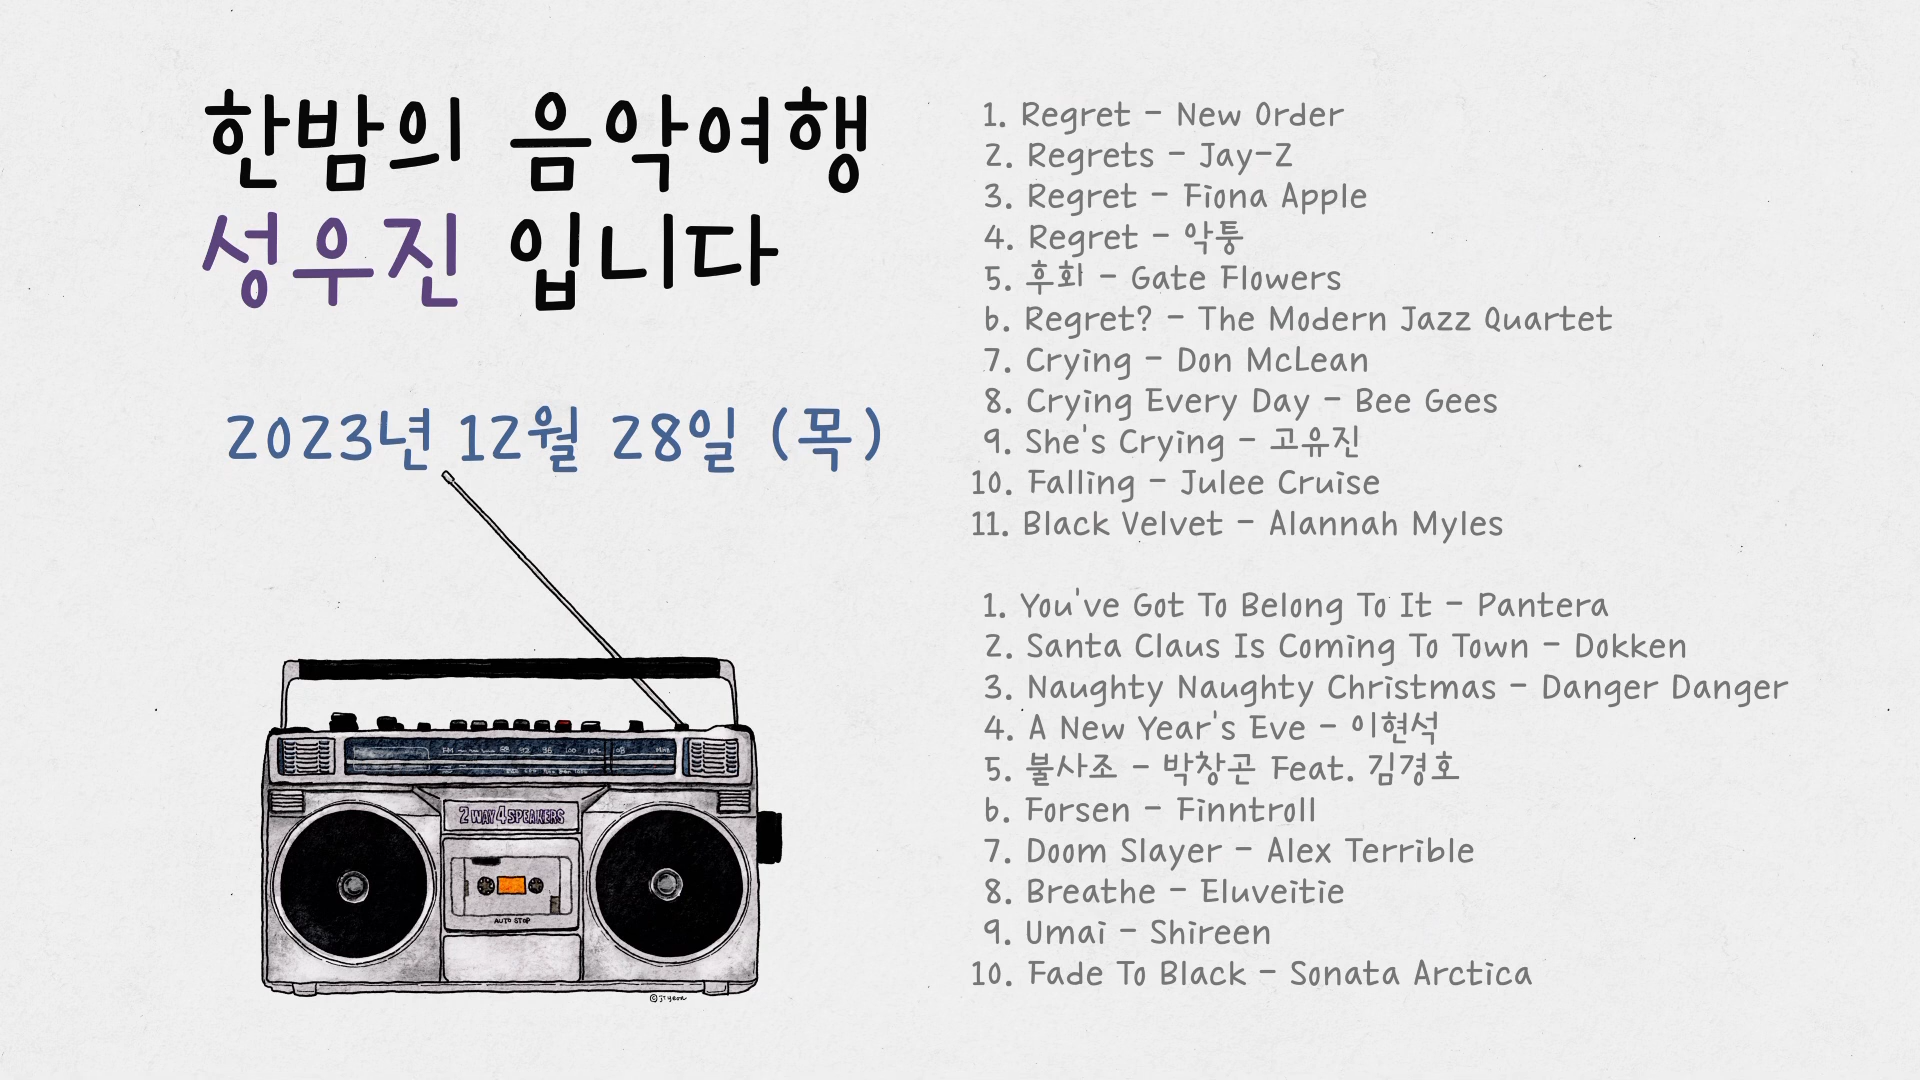 한밤의 음악여행
성우진 입니다
2023년 12월 28일 (목)
2 WAY 4 SPEAKERS
AUTO STOP
1. Regret - New Order
2. Regrets - Jay-Z
3. Regret - Fiona Apple
4. Regret - 악퉁
5. 후회 - Gate Flowers
6. Regret? - The Modern Jazz Quartet
7. Crying - Don McLean
8. Crying Every Day - Bee Gees
9. She's Crying - 고유진
10. Falling - Julee Cruise
11. Black Velvet - Alannah Myles
1. You've Got To Belong To It - Pantera
2. Santa Claus Is Coming To Town - Dokken
3. Naughty Naughty Christmas - Danger Danger
4. A New Year's Eve - 이현석
5. 불사조 - 박창곤 Feat. 김경호
6. Forsen - Finntroll
7. Doom Slayer - Alex Terrible
8. Breathe - Eluveitie
9. Umai - Shireen
10. Fade To Black - Sonata Arctica